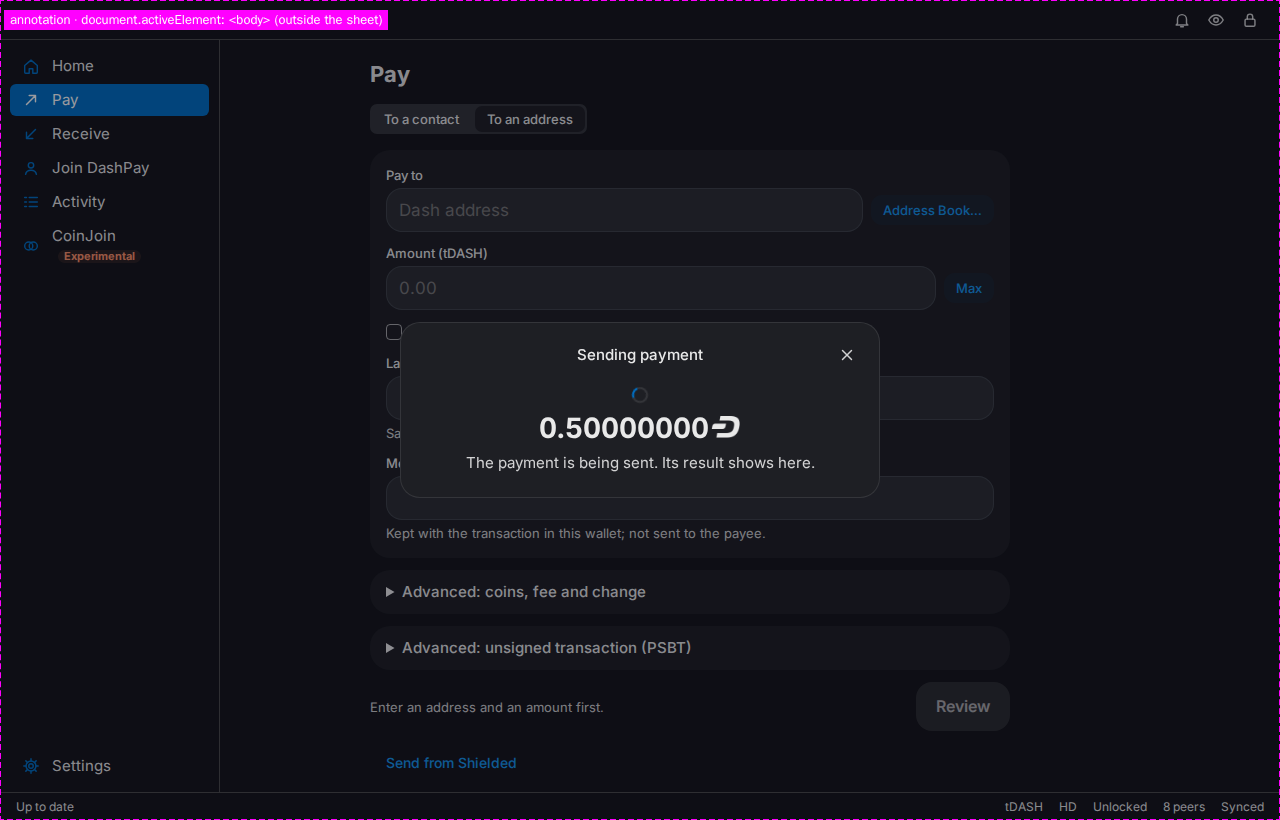 annotation · document.activeElement: <body> (outside the sheet)
Home
Pay
Receive
Join DashPay
Activity
CoinJoin
Experimental
Settings
Pay
To a contact
To an address
Pay to
Dash address
Address Book...
Amount (tDASH)
0.00
Max
Sending payment
0.50000000
The payment is being sent. Its result shows here.
Kept with the transaction in this wallet; not sent to the payee.
Advanced: coins, fee and change
Advanced: unsigned transaction (PSBT)
Enter an address and an amount first.
Review
Send from Shielded
Up to date
tDASH
HD
Unlocked
8 peers
Synced